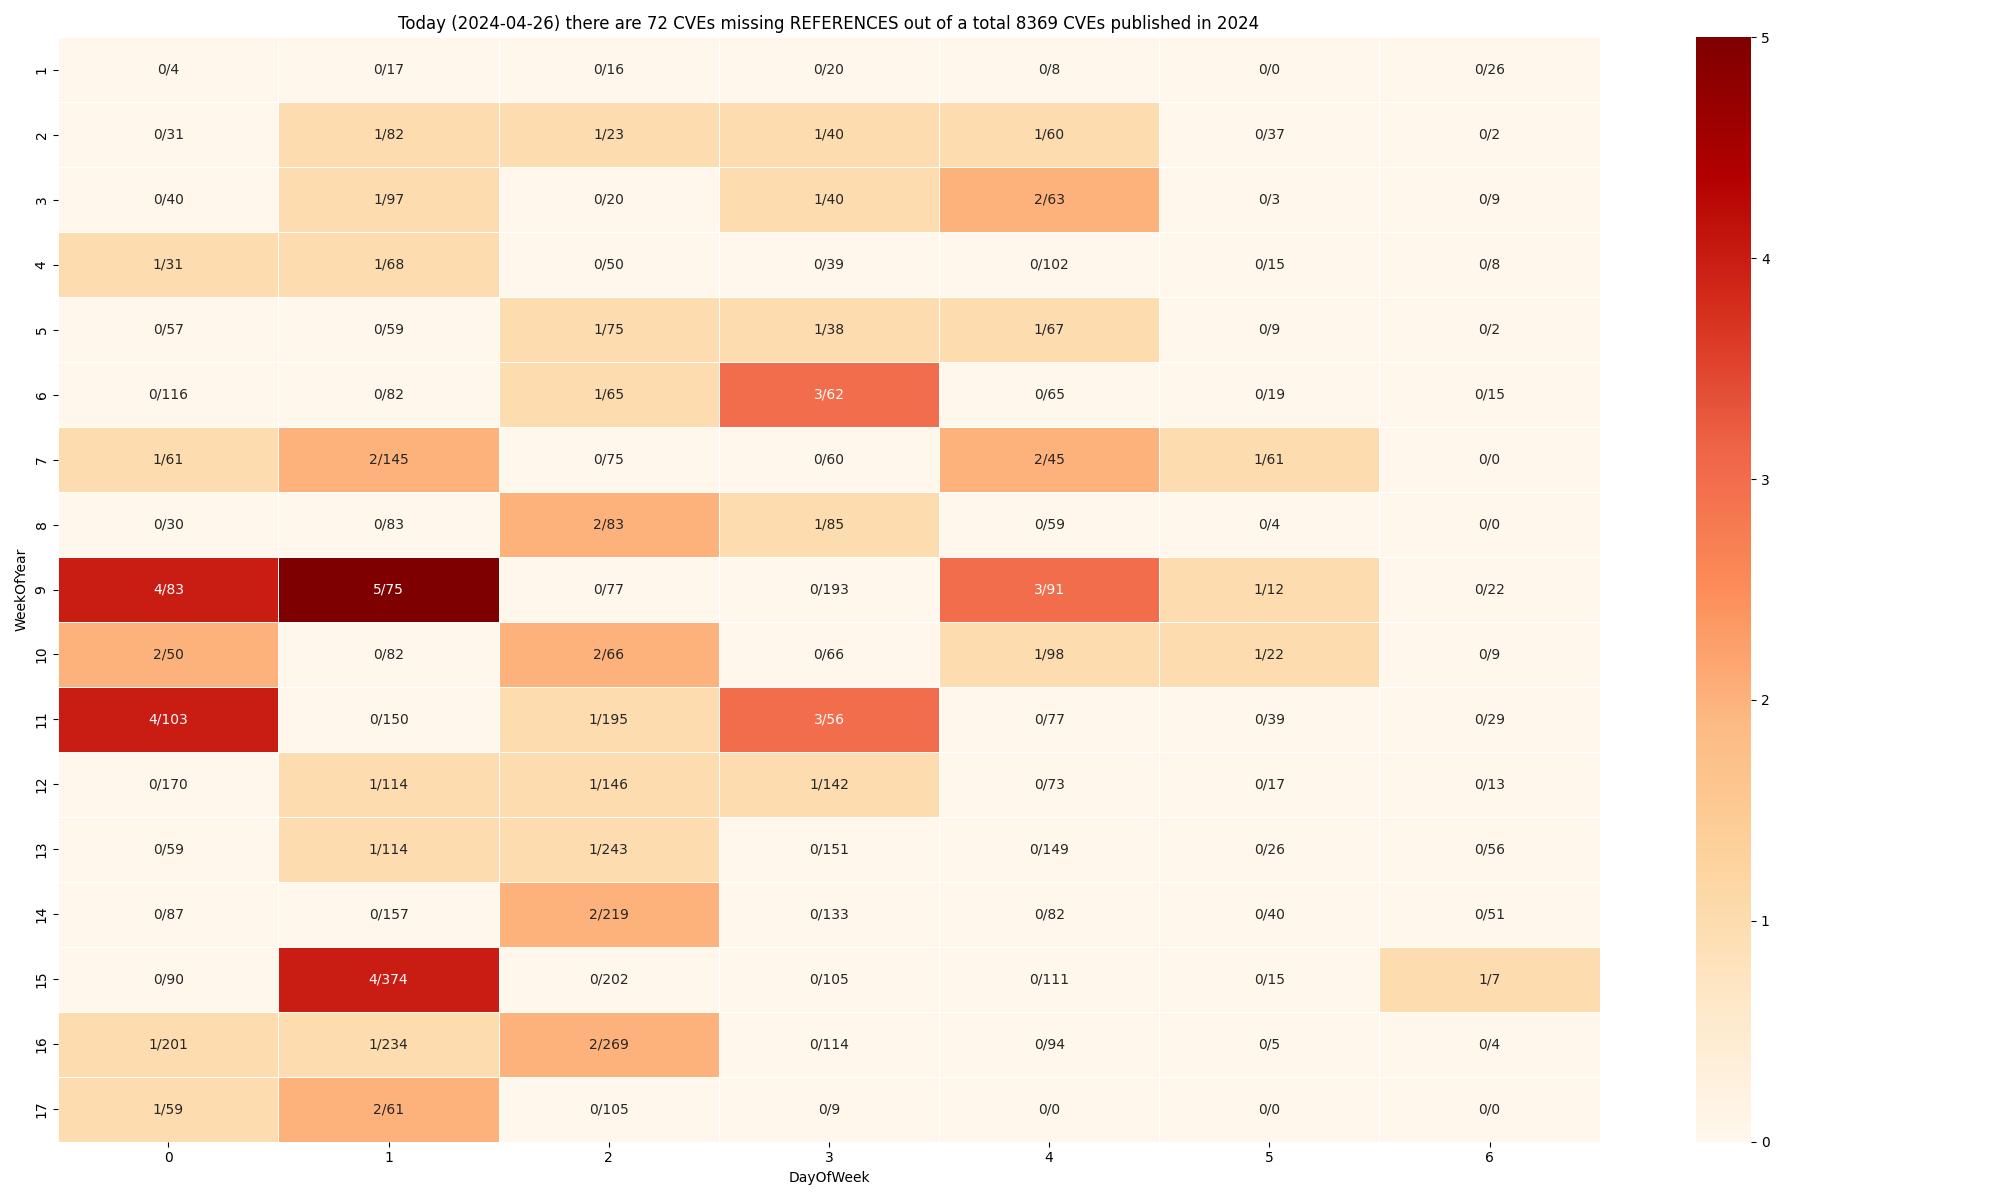 Today (2024-04-26) there are 72 CVEs missing REFERENCES out of a total 8369 CVEs published in 2024
WeekOfYear
1 0/4 0/17 0/16 0/20 0/8 0/0 0/26
2 0/31 1/82 1/23 1/40 1/60 0/37 0/2
3 0/40 1/97 0/20 1/40 2/63 0/3 0/9
4 1/31 1/68 0/50 0/39 0/102 0/15 0/8
5 0/57 0/59 1/75 1/38 1/67 0/9 0/2
6 0/116 0/82 1/65 3/62 0/65 0/19 0/15
7 1/61 2/145 0/75 0/60 2/45 1/61 0/0
8 0/30 0/83 2/83 1/85 0/59 0/4 0/0
9 4/83 5/75 0/77 0/193 3/91 1/12 0/22
10 2/50 0/82 2/66 0/66 1/98 1/22 0/9
11 4/103 0/150 1/195 3/56 0/77 0/39 0/29
12 0/170 1/114 1/146 1/142 0/73 0/17 0/13
13 0/59 1/114 1/243 0/151 0/149 0/26 0/56
14 0/87 0/157 2/219 0/133 0/82 0/40 0/51
15 0/90 4/374 0/202 0/105 0/111 0/15 1/7
16 1/201 1/234 2/269 0/114 0/94 0/5 0/4
17 1/59 2/61 0/105 0/9 0/0 0/0 0/0
0 1 2 3 4 5 6
DayOfWeek
5
4
3
2
1
0